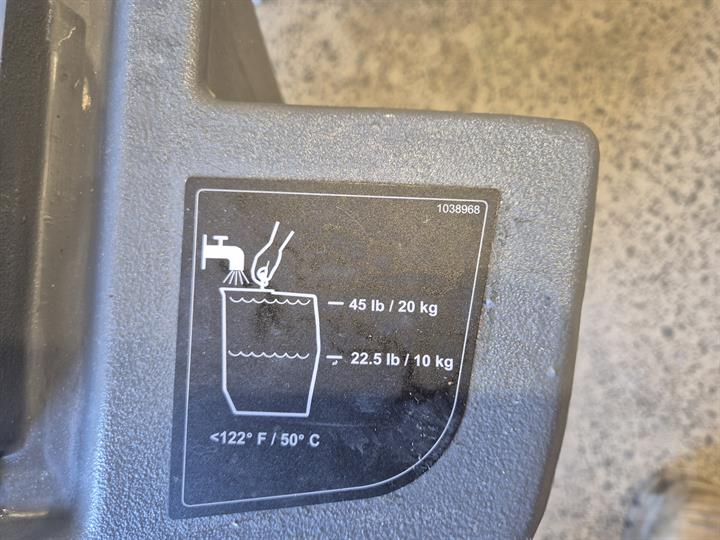 1038968
45 lb / 20 kg
22.5 lb / 10 kg
<122° F / 50° C